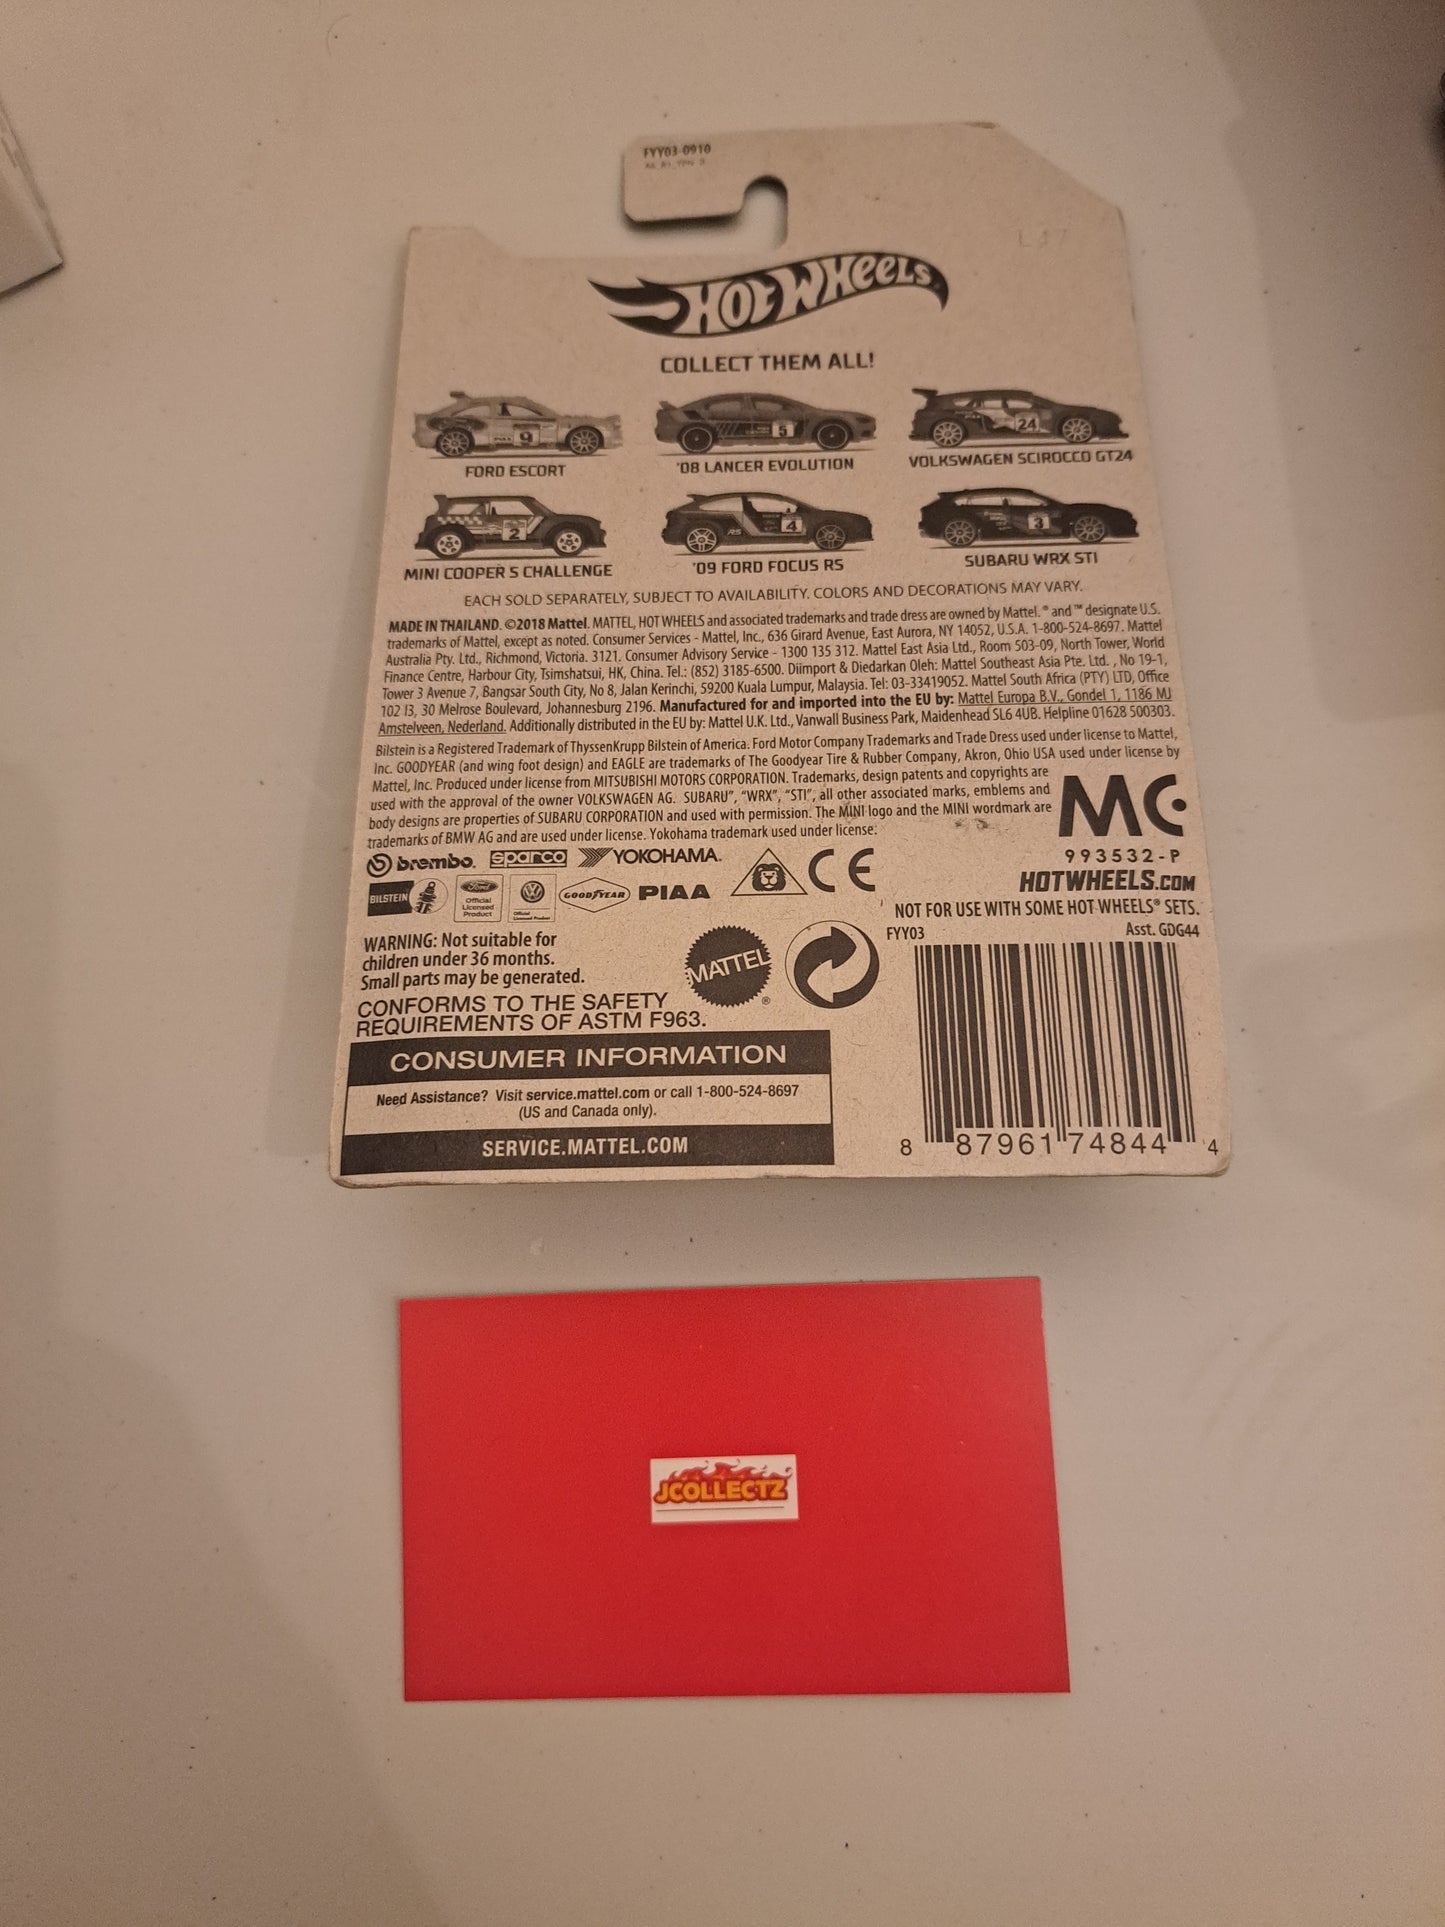 FYY03-0910
HOT WHEELS
COLLECT THEM ALL!
9
5
24
FORD ESCORT
'08 LANCER EVOLUTION
VOLKSWAGEN SCIROCCO GT24
2
RS
4
3
MINI COOPER S CHALLENGE
'09 FORD FOCUS RS
SUBARU WRX STI
EACH SOLD SEPARATELY, SUBJECT TO AVAILABILITY. COLORS AND DECORATIONS MAY VARY.
MADE IN THAILAND. ©2018 Mattel. MATTEL, HOT WHEELS and associated trademarks and trade dress are owned by Mattel. ® and ™ designate U.S.
trademarks of Mattel, except as noted. Consumer Services - Mattel, Inc., 636 Girard Avenue, East Aurora, NY 14052, U.S.A. 1-800-524-8697. Mattel
Australia Pty. Ltd., Richmond, Victoria. 3121. Consumer Advisory Service - 1300 135 312. Mattel East Asia Ltd., Room 503-09, North Tower, World
Finance Centre, Harbour City, Tsimshatsui, HK, China. Tel.: (852) 3185-6500. Diimport & Diedarkan Oleh: Mattel Southeast Asia Pte. Ltd. , No 19-1,
Tower 3 Avenue 7, Bangsar South City, No 8, Jalan Kerinchi, 59200 Kuala Lumpur, Malaysia. Tel: 03-33419052. Mattel South Africa (PTY) LTD, Office
102 I3, 30 Melrose Boulevard, Johannesburg 2196. Manufactured for and imported into the EU by: Mattel Europa B.V., Gondel 1, 1186 MJ
Amstelveen, Nederland. Additionally distributed in the EU by: Mattel U.K. Ltd., Vanwall Business Park, Maidenhead SL6 4UB. Helpline 01628 500303.
Bilstein is a Registered Trademark of ThyssenKrupp Bilstein of America. Ford Motor Company Trademarks and Trade Dress used under license to Mattel,
Inc. GOODYEAR (and wing foot design) and EAGLE are trademarks of The Goodyear Tire & Rubber Company, Akron, Ohio USA used under license by
Mattel, Inc. Produced under license from MITSUBISHI MOTORS CORPORATION. Trademarks, design patents and copyrights are
used with the approval of the owner VOLKSWAGEN AG. SUBARU", "WRX", "STI", all other associated marks, emblems and
body designs are properties of SUBARU CORPORATION and used with permission. The MINI logo and the MINI wordmark are
trademarks of BMW AG and are used under license. Yokohama trademark used under license.
MC
993532-P
brembo. sparco YOKOHAMA. CE
BILSTEIN Ford Official Licensed Product Official Licensed Product GOODYEAR PIAA
HOTWHEELS.COM
NOT FOR USE WITH SOME HOT WHEELS® SETS.
FYY03 Asst. GDG44
WARNING: Not suitable for
children under 36 months.
Small parts may be generated.
MATTEL ®
CONFORMS TO THE SAFETY
REQUIREMENTS OF ASTM F963.
CONSUMER INFORMATION
Need Assistance? Visit service.mattel.com or call 1-800-524-8697
(US and Canada only).
SERVICE.MATTEL.COM
8 87961 74844 4
JCOLLECTZ